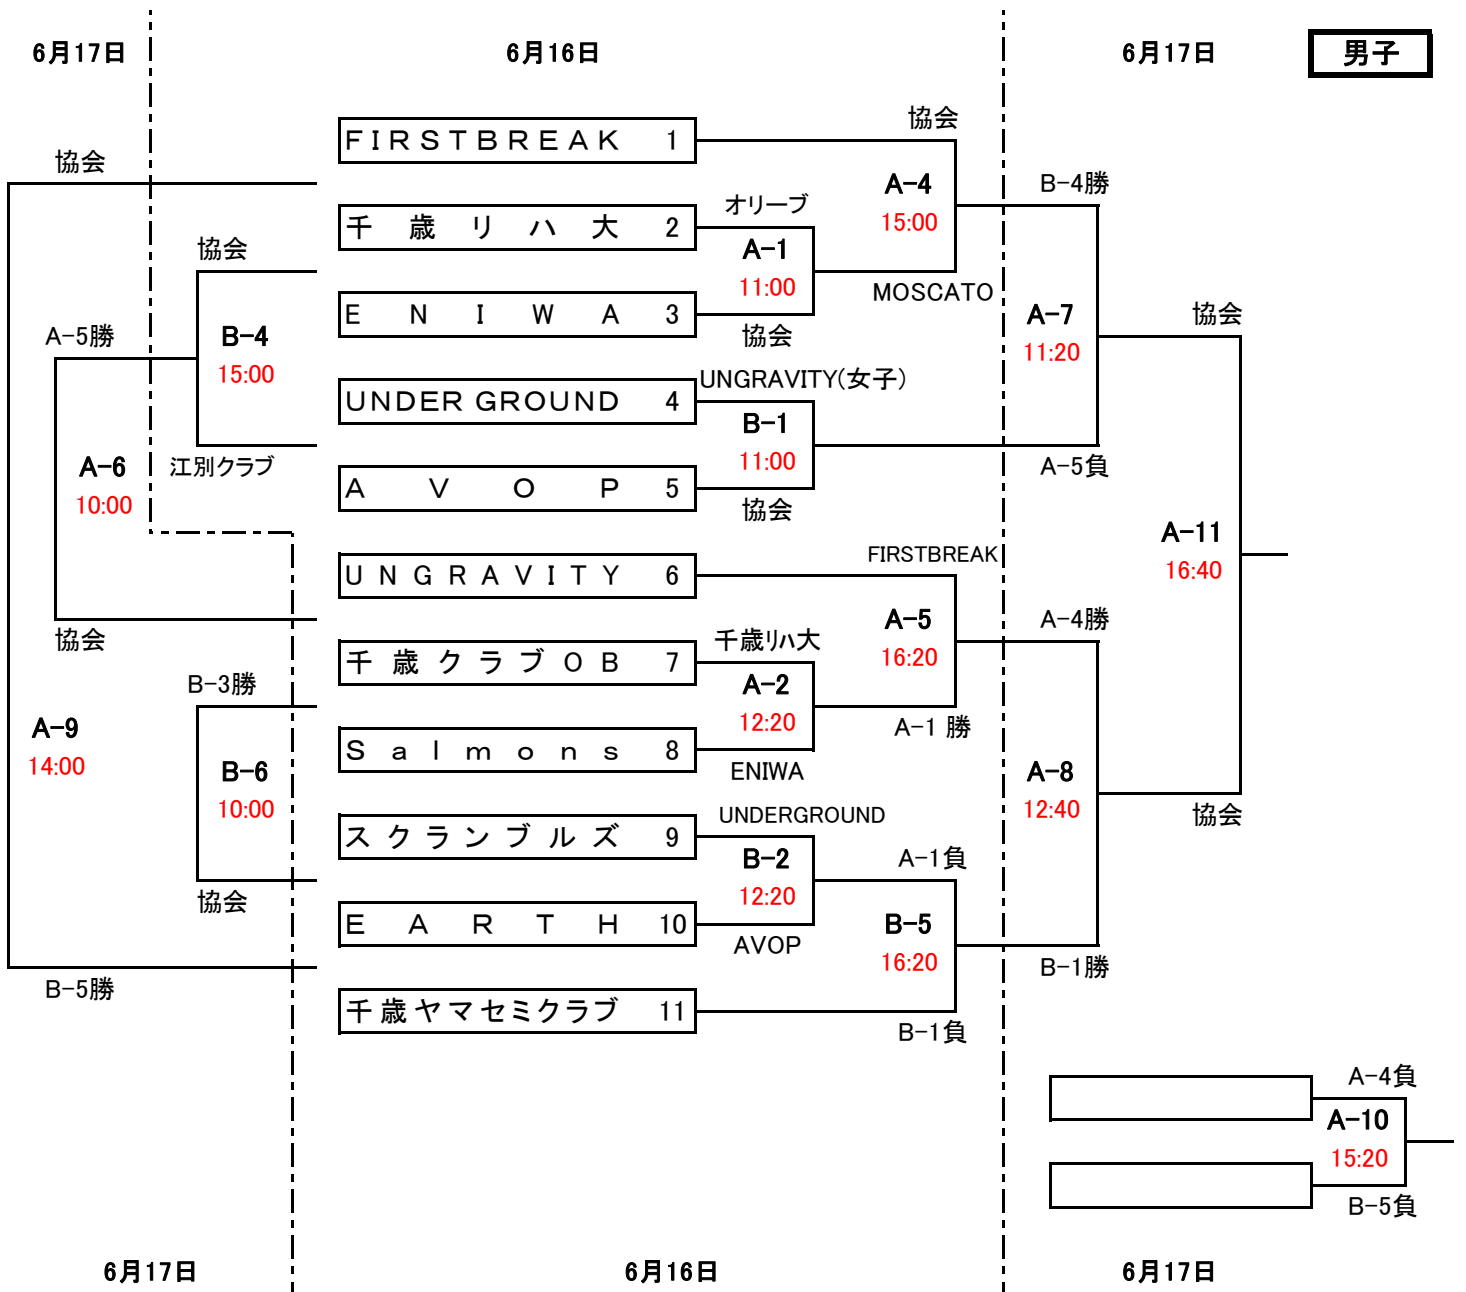 6月17日
6月16日
6月17日
男子
協会
FIRSTBREAK 1
協会
A-4
15:00
B-4勝
千歳リハ大 2
オリーブ
A-1
11:00
協会
ENIWA 3
MOSCATO
協会
A-7
11:20
協会
A-5勝
B-4
15:00
UNDER GROUND 4
UNGRAVITY(女子)
B-1
11:00
A-6
10:00
江別クラブ
AVOP 5
協会
A-5負
A-11
16:40
UNGRAVITY 6
FIRSTBREAK
A-5
16:20
A-4勝
協会
千歳クラブOB 7
千歳リハ大
A-2
12:20
B-3勝
A-9
14:00
Salmons 8
A-1 勝
ENIWA
B-6
10:00
A-8
12:40
協会
スクランブルズ 9
UNDERGROUND
B-2
12:20
A-1負
協会
EARTH 10
AVOP
B-5
16:20
B-1勝
B-5勝
千歳ヤマセミクラブ 11
B-1負
A-4負
A-10
15:20
B-5負
6月17日
6月16日
6月17日